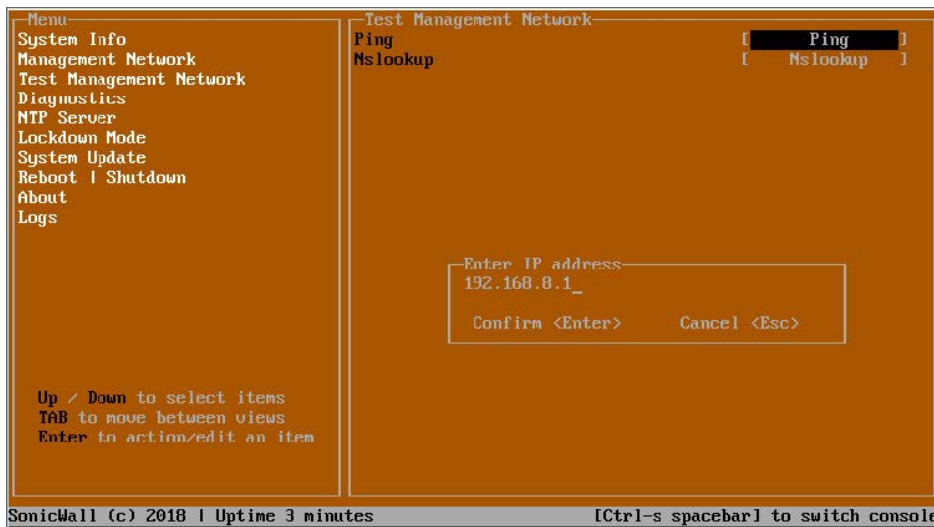 Menu
System Info
Management Network
Test Management Network
Diagnostics
NTP Server
Lockdown Mode
System Update
Reboot | Shutdown
About
Logs
Up / Down to select items
TAB to move between views
Enter to action/edit an item
Test Management Network
Ping [ Ping ]
Nslookup [ Nslookup ]
Enter IP address
192.168.8.1_
Confirm <Enter> Cancel <Esc>
SonicWall (c) 2018 | Uptime 3 minutes [Ctrl-s spacebar] to switch console